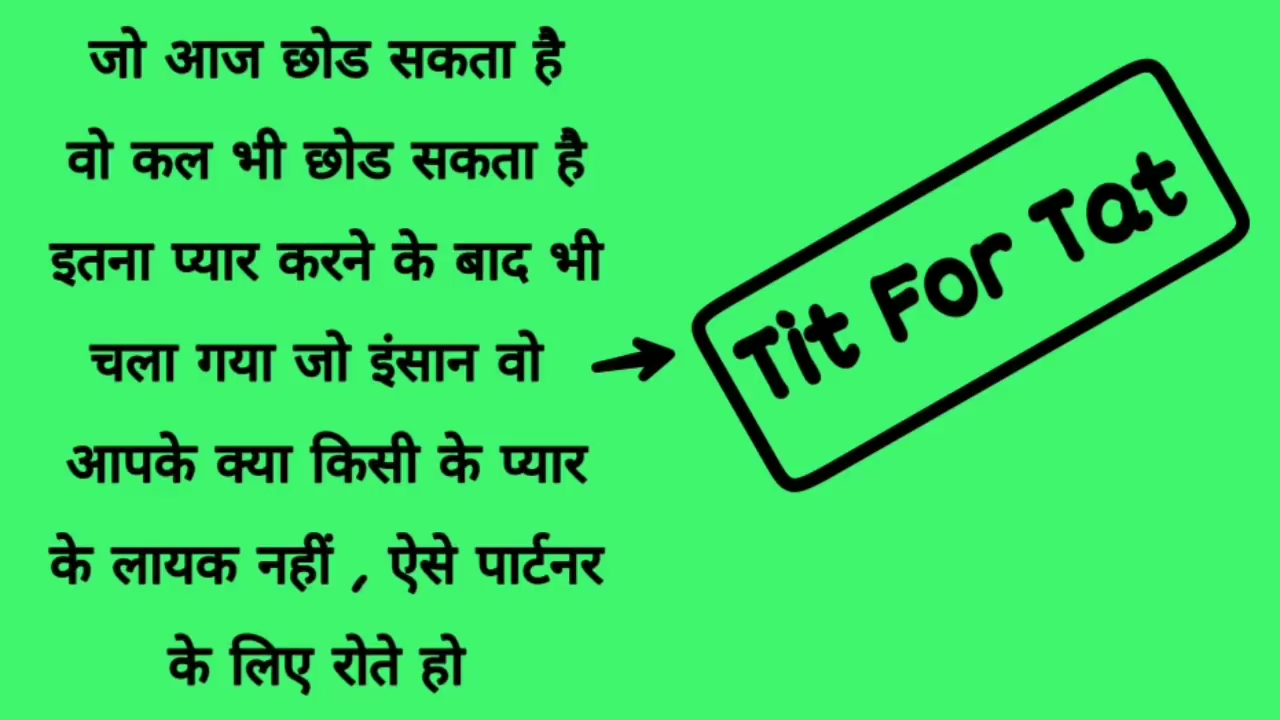 जो आज छोड सकता है
वो कल भी छोड सकता है
इतना प्यार करने के बाद भी
चला गया जो इंसान वो
आपके क्या किसी के प्यार
के लायक नहीं , ऐसे पार्टनर
के लिए रोते हो
Tit For Tat